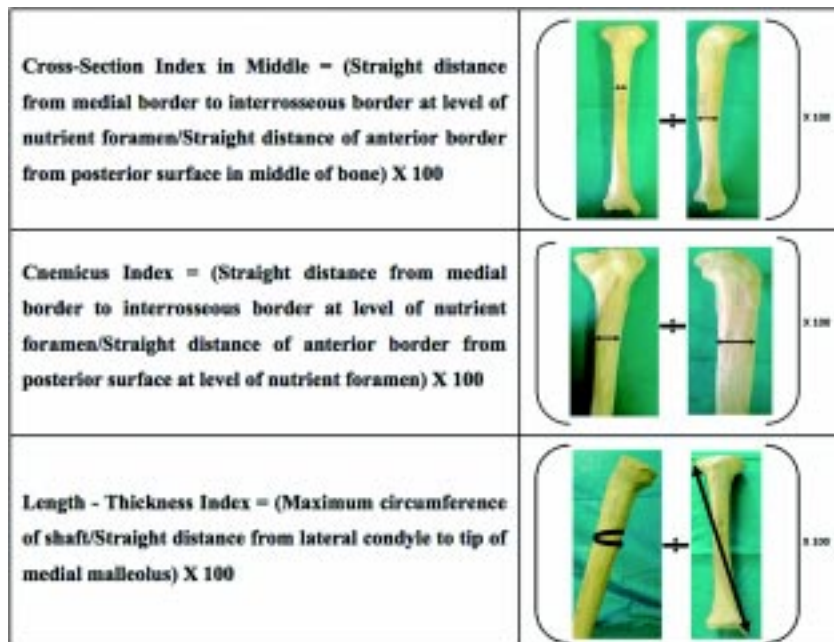 Cross-Section Index in Middle = (Straight distance
from medial border to interrosseous border at level of
nutrient foramen/Straight distance of anterior border
from posterior surface in middle of bone) X 100
÷
X 100
Cnemicus Index = (Straight distance from medial
border to interrosseous border at level of nutrient
foramen/Straight distance of anterior border from
posterior surface at level of nutrient foramen) X 100
÷
X 100
Length - Thickness Index = (Maximum circumference
of shaft/Straight distance from lateral condyle to tip of
medial malleolus) X 100
÷
X 100